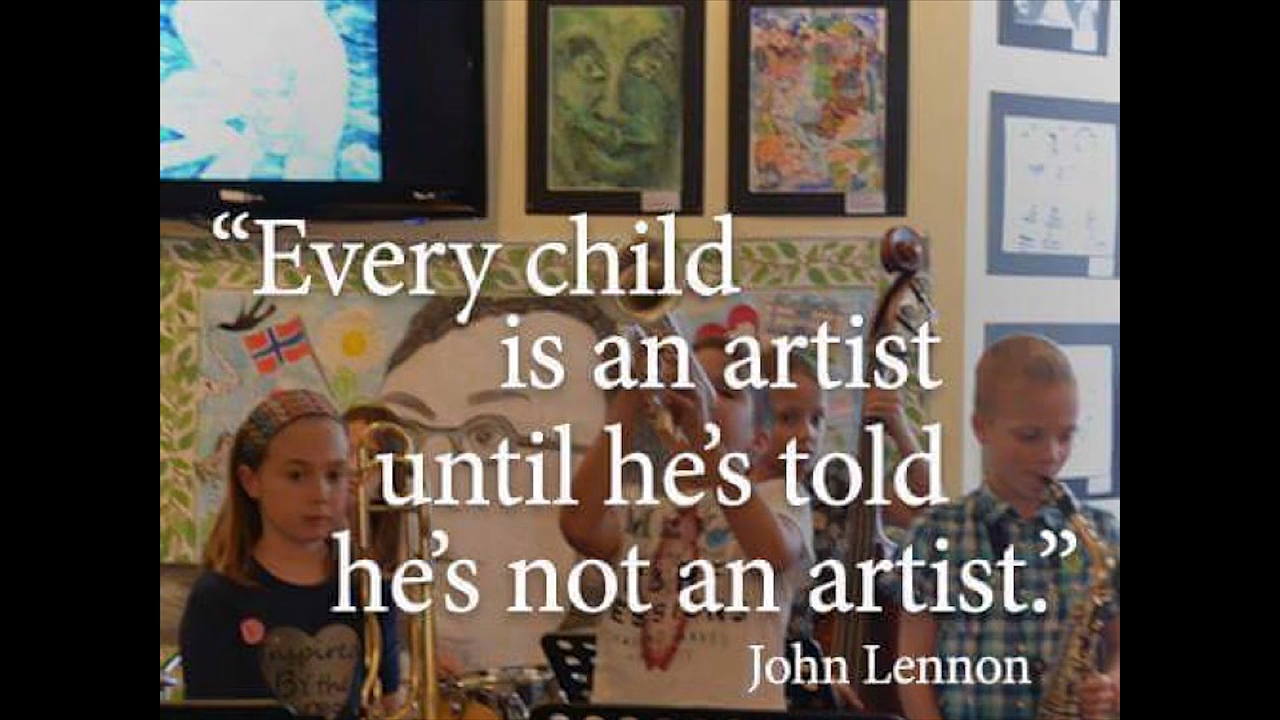 “Every child
is an artist
until he’s told
he’s not an artist.”
John Lennon